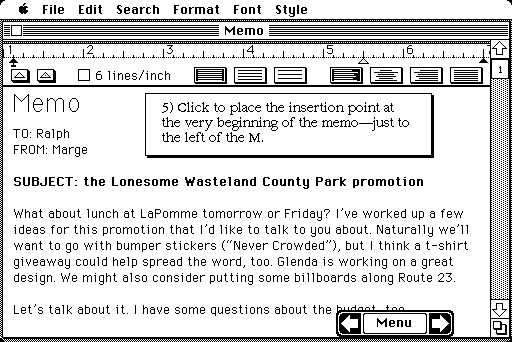 File Edit Search Format Font Style
Memo
1 2 3 4 5 6
6 lines/inch
1
Memo
5) Click to place the insertion point at
the very beginning of the memo—just to
the left of the M.
TO: Ralph
FROM: Marge
SUBJECT: the Lonesome Wasteland County Park promotion
What about lunch at LaPomme tomorrow or Friday? I've worked up a few
ideas for this promotion that I'd like to talk to you about. Naturally we'll
want to go with bumper stickers ("Never Crowded"), but I think a t-shirt
giveaway could help spread the word, too. Glenda is working on a great
design. We might also consider putting some billboards along Route 23.
Let's talk about it. I have some questions about the budget, too.
Menu